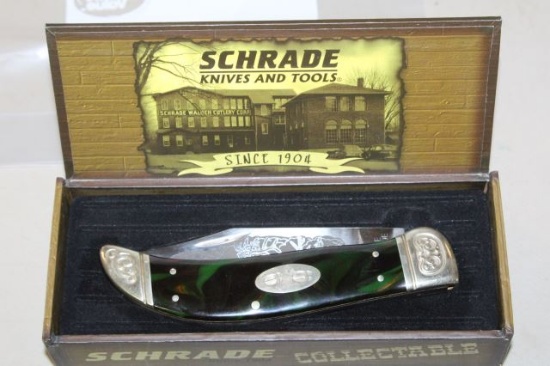 SCHRADE
KNIVES AND TOOLS®
SCHRADE WALDEN CUTLERY CORP.
SINCE 1904
SCHRADE COLLECTABLE